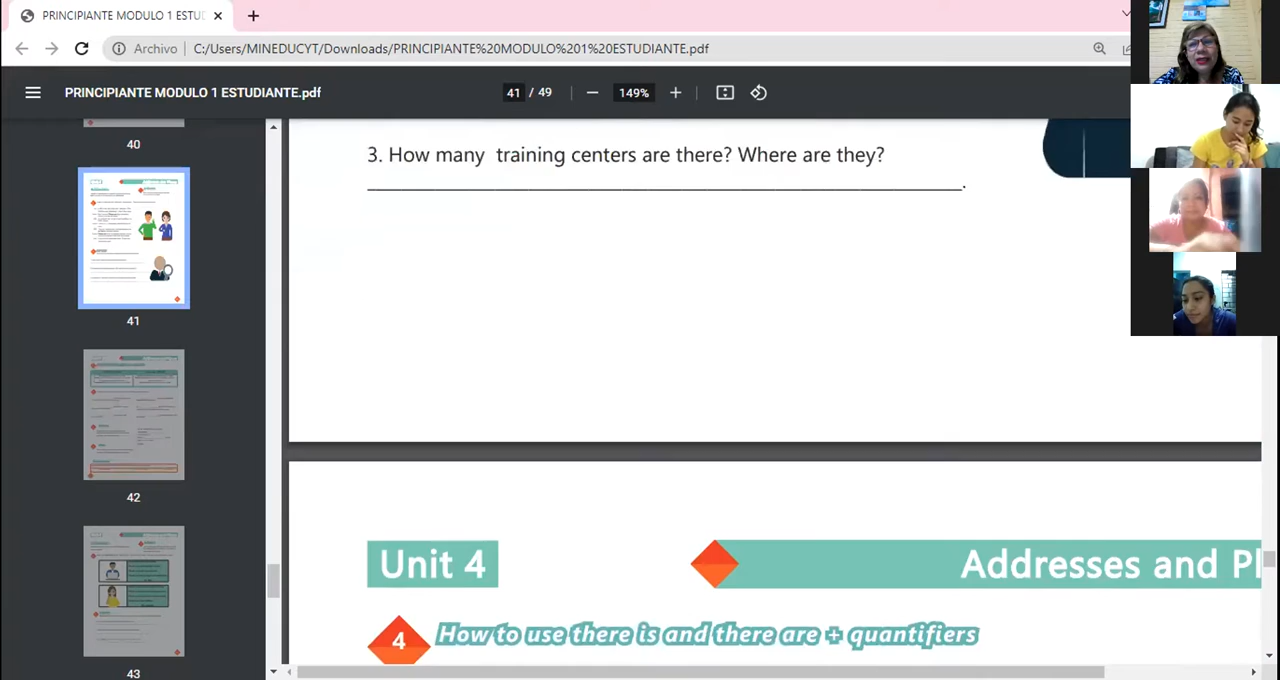 PRINCIPIANTE MODULO 1 ESTU
Archivo C:/Users/MINEDUCYT/Downloads/PRINCIPIANTE%20MODULO%201%20ESTUDIANTE.pdf
PRINCIPIANTE MODULO 1 ESTUDIANTE.pdf 41 / 49 149%
40
41
42
43
3. How many training centers are there? Where are they?
Unit 4 Addresses and Pl
4 How to use there is and there are + quantifiers